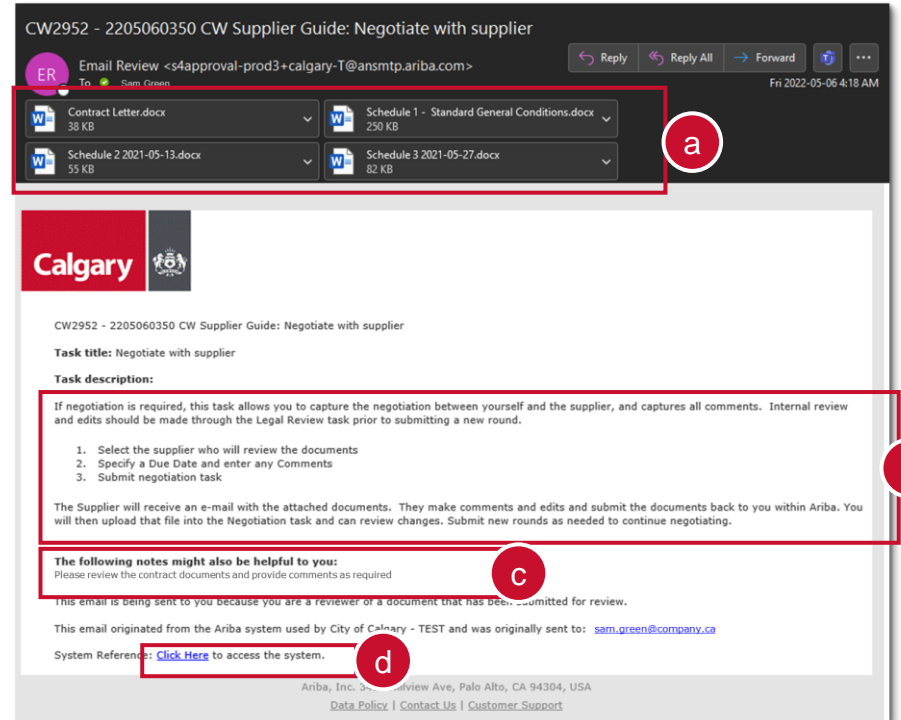 CW2952 - 2205060350 CW Supplier Guide: Negotiate with supplier
Reply
Reply All
Forward
ER
Email Review <s4approval-prod3+calgary-T@ansmtp.ariba.com>
To Sam Green
Fri 2022-05-06 4:18 AM
Contract Letter.docx
38 KB
Schedule 1 - Standard General Conditions.docx
250 KB
Schedule 2 2021-05-13.docx
55 KB
Schedule 3 2021-05-27.docx
82 KB
a
Calgary
CW2952 - 2205060350 CW Supplier Guide: Negotiate with supplier
Task title: Negotiate with supplier
Task description:
If negotiation is required, this task allows you to capture the negotiation between yourself and the supplier, and captures all comments. Internal review
and edits should be made through the Legal Review task prior to submitting a new round.
1. Select the supplier who will review the documents
2. Specify a Due Date and enter any Comments
3. Submit negotiation task
The Supplier will receive an e-mail with the attached documents. They make comments and edits and submit the documents back to you within Ariba. You
will then upload that file into the Negotiation task and can review changes. Submit new rounds as needed to continue negotiating.
The following notes might also be helpful to you:
Please review the contract documents and provide comments as required
c
This email is being sent to you because you are a reviewer of a document that has been submitted for review.
This email originated from the Ariba system used by City of Calgary - TEST and was originally sent to: sam.green@company.ca
System Reference: Click Here to access the system.
d
Ariba, Inc. Ave, Palo Alto, CA 94304, USA
Data Policy | Contact Us | Customer Support